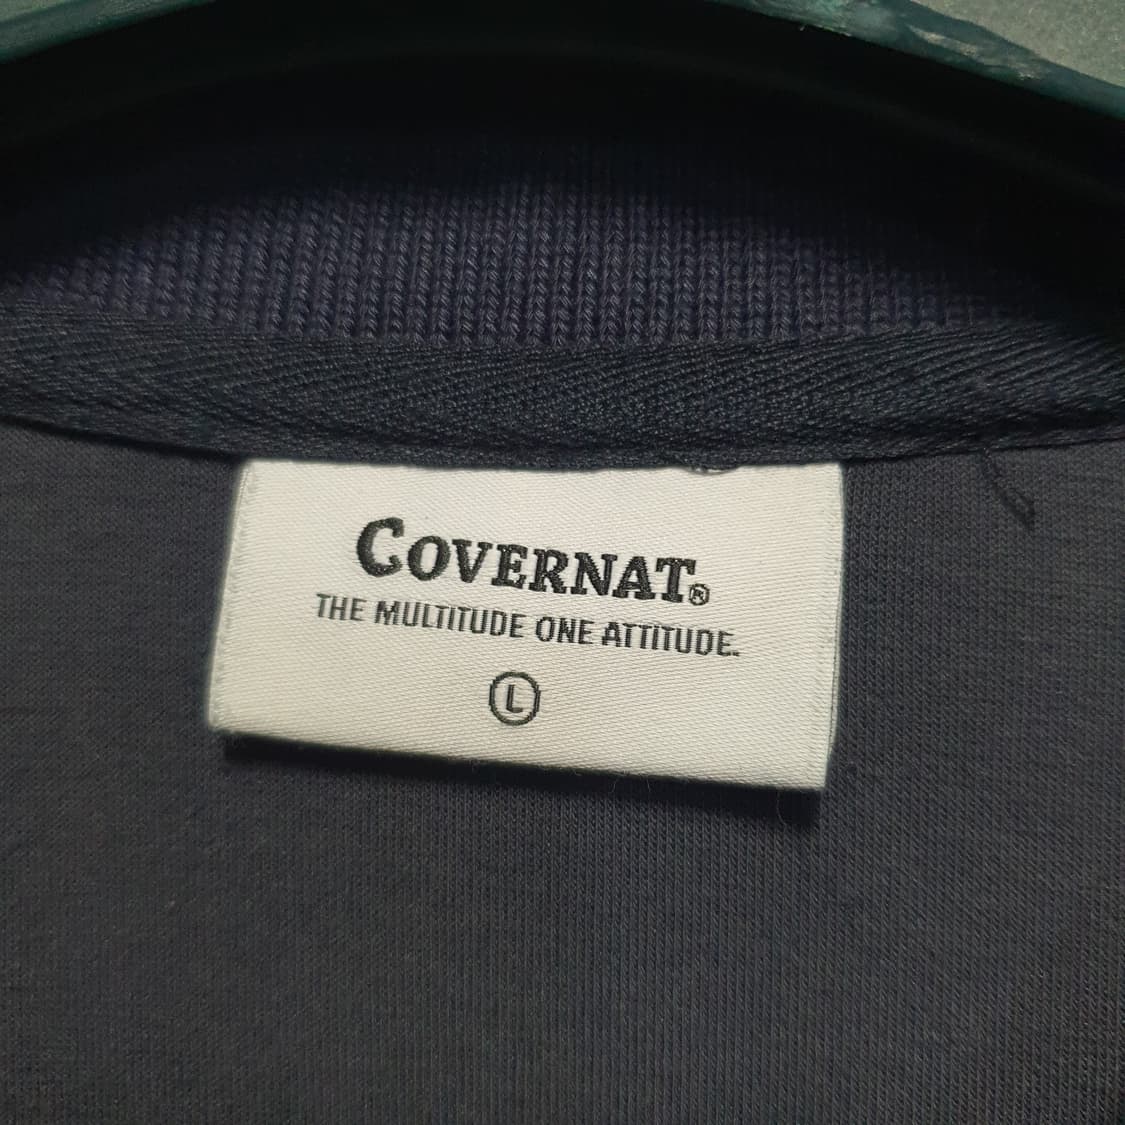 COVERNAT®
THE MULTITUDE ONE ATTITUDE.
L